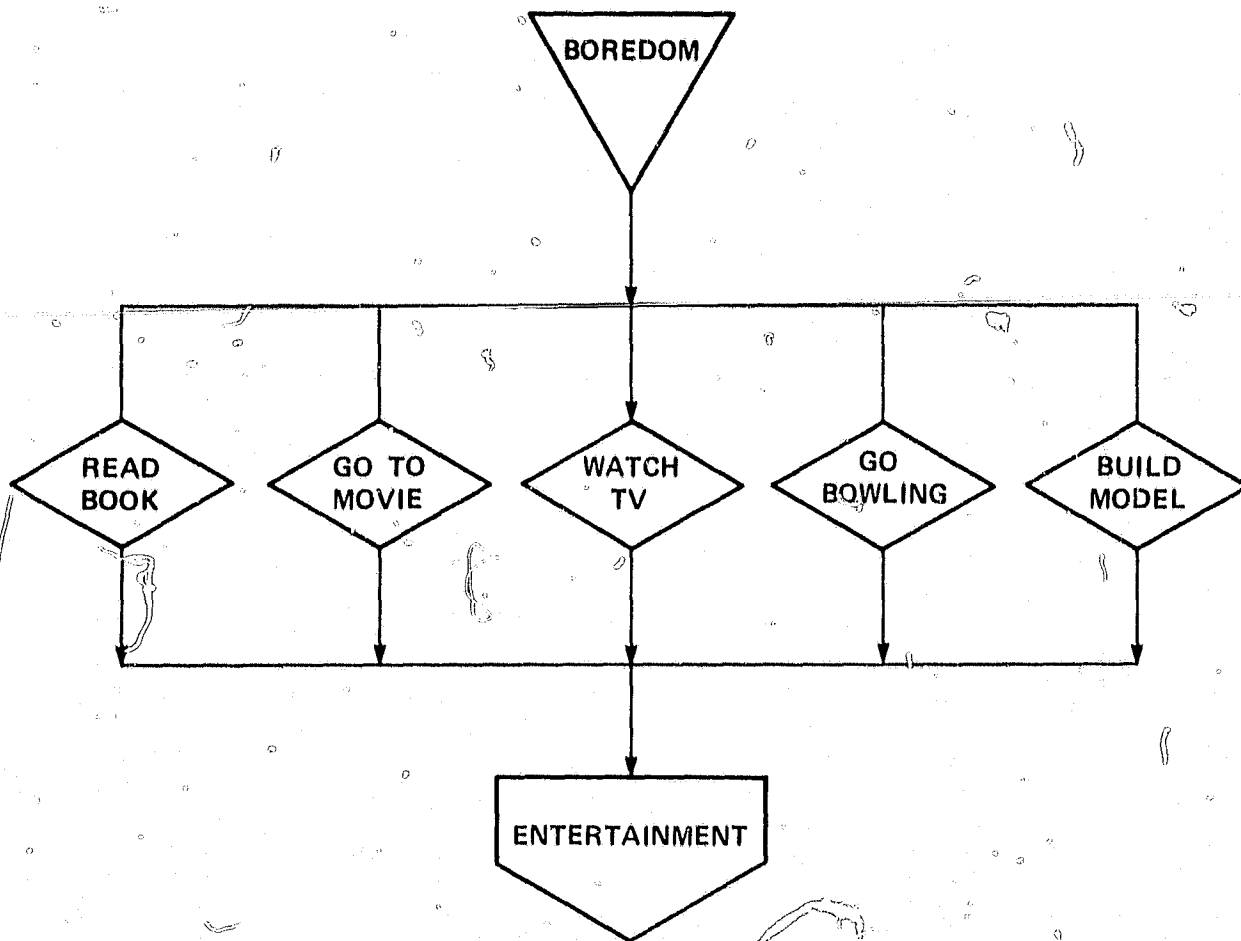 BOREDOM
READ
BOOK
GO TO
MOVIE
WATCH
TV
GO
BOWLING
BUILD
MODEL
ENTERTAINMENT